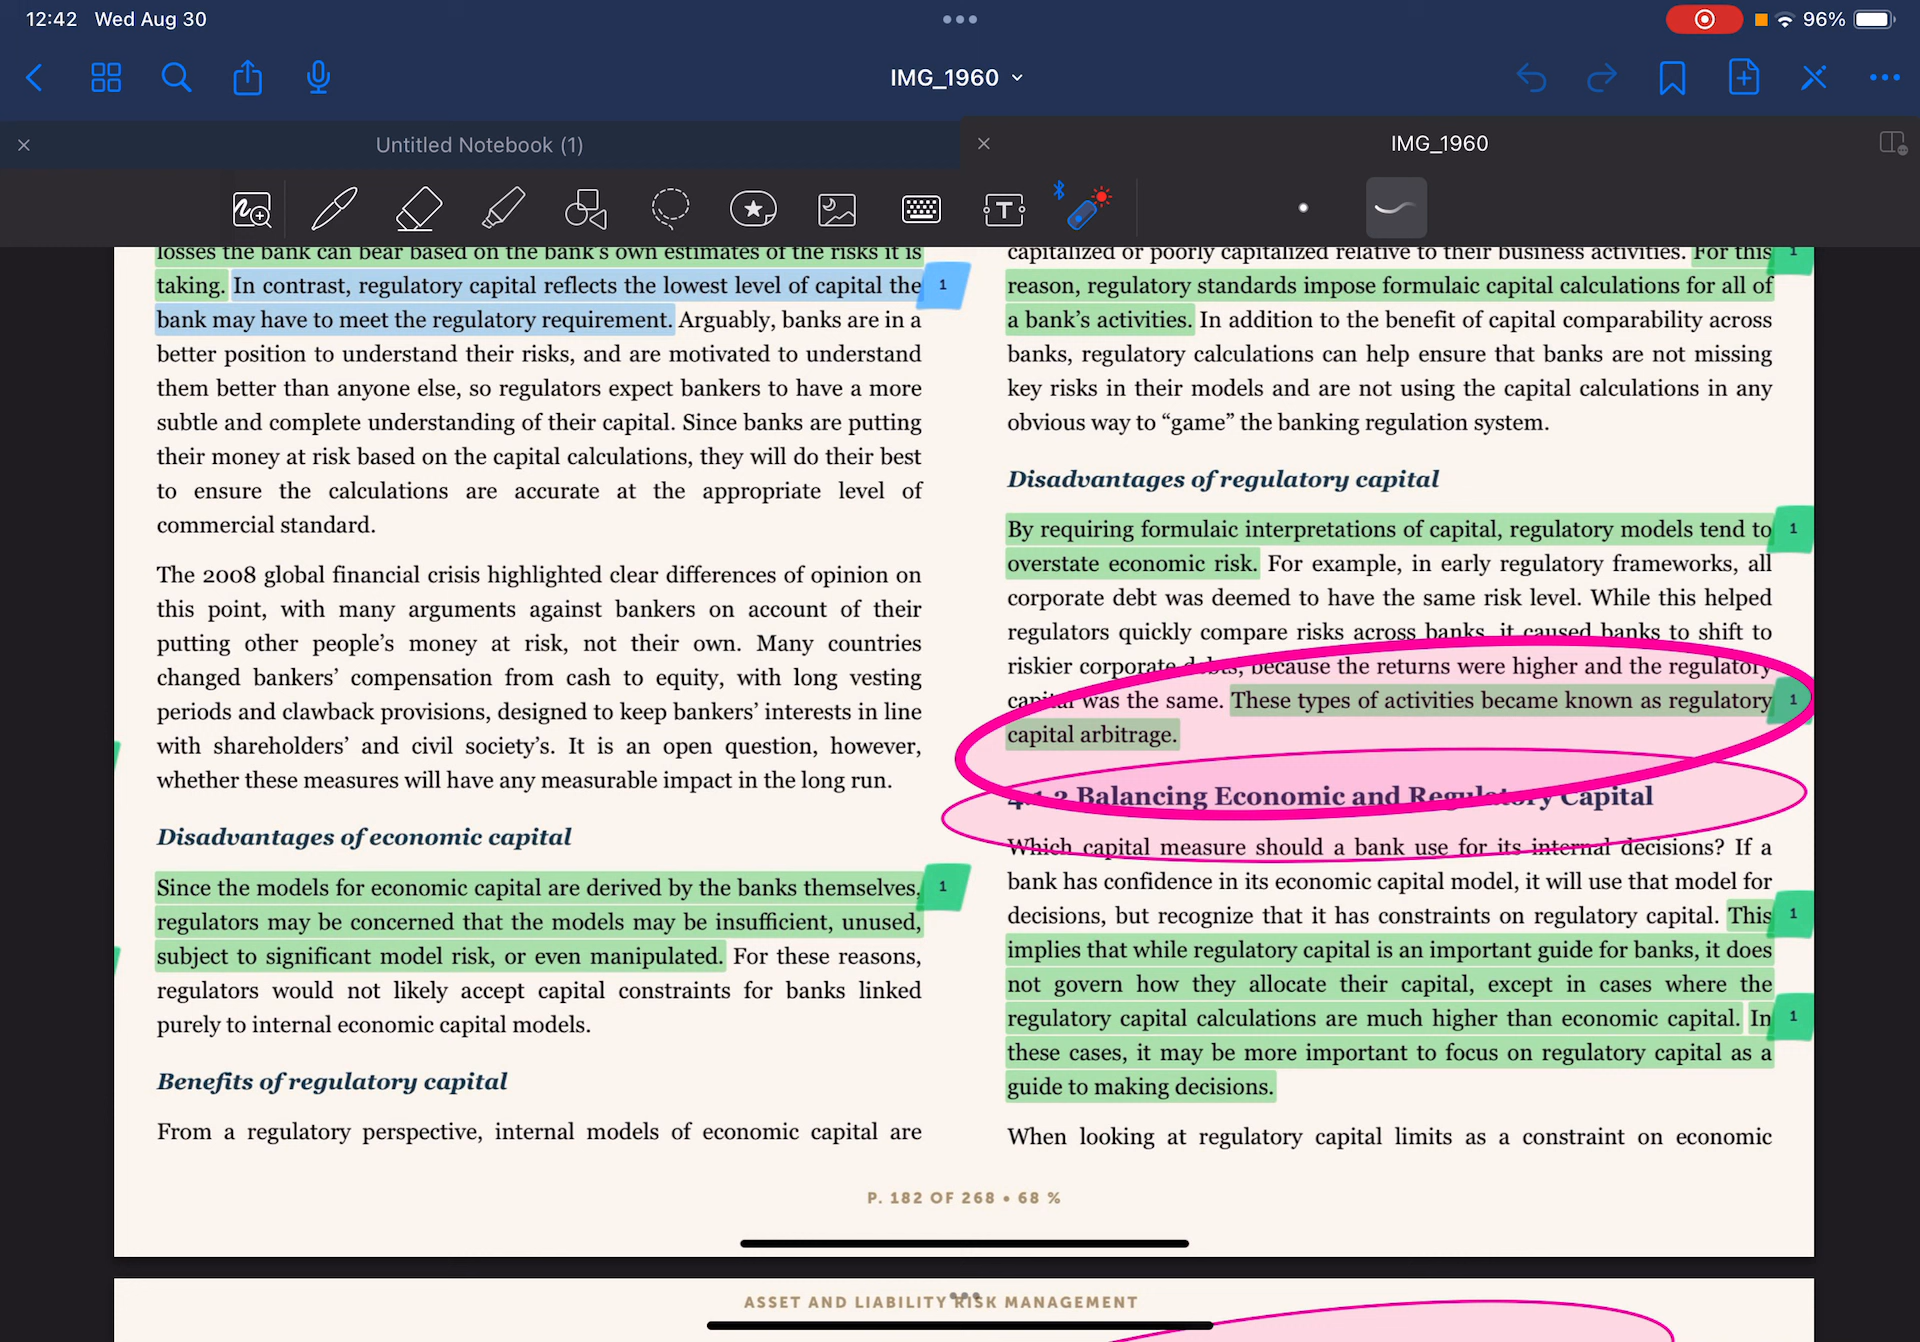 12:42 Wed Aug 30
96%
IMG_1960
Untitled Notebook (1)
IMG_1960
losses the bank can bear based on the bank's own estimates of the risks it is
taking. In contrast, regulatory capital reflects the lowest level of capital the 1
bank may have to meet the regulatory requirement. Arguably, banks are in a
better position to understand their risks, and are motivated to understand
them better than anyone else, so regulators expect bankers to have a more
subtle and complete understanding of their capital. Since banks are putting
their money at risk based on the capital calculations, they will do their best
to ensure the calculations are accurate at the appropriate level of
commercial standard.
The 2008 global financial crisis highlighted clear differences of opinion on
this point, with many arguments against bankers on account of their
putting other people's money at risk, not their own. Many countries
changed bankers' compensation from cash to equity, with long vesting
periods and clawback provisions, designed to keep bankers' interests in line
with shareholders' and civil society's. It is an open question, however,
whether these measures will have any measurable impact in the long run.
Disadvantages of economic capital
Since the models for economic capital are derived by the banks themselves, 1
regulators may be concerned that the models may be insufficient, unused,
subject to significant model risk, or even manipulated. For these reasons,
regulators would not likely accept capital constraints for banks linked
purely to internal economic capital models.
Benefits of regulatory capital
From a regulatory perspective, internal models of economic capital are
capitalized or poorly capitalized relative to their business activities. For this 1
reason, regulatory standards impose formulaic capital calculations for all of
a bank's activities. In addition to the benefit of capital comparability across
banks, regulatory calculations can help ensure that banks are not missing
key risks in their models and are not using the capital calculations in any
obvious way to “game” the banking regulation system.
Disadvantages of regulatory capital
By requiring formulaic interpretations of capital, regulatory models tend to 1
overstate economic risk. For example, in early regulatory frameworks, all
corporate debt was deemed to have the same risk level. While this helped
regulators quickly compare risks across banks, it caused banks to shift to
riskier corporate debts, because the returns were higher and the regulatory
capital was the same. These types of activities became known as regulatory 1
capital arbitrage.
4.1.3 Balancing Economic and Regulatory Capital
Which capital measure should a bank use for its internal decisions? If a
bank has confidence in its economic capital model, it will use that model for
decisions, but recognize that it has constraints on regulatory capital. This 1
implies that while regulatory capital is an important guide for banks, it does
not govern how they allocate their capital, except in cases where the
regulatory capital calculations are much higher than economic capital. In 1
these cases, it may be more important to focus on regulatory capital as a
guide to making decisions.
When looking at regulatory capital limits as a constraint on economic
P. 182 OF 268 • 68 %
ASSET AND LIABILITY RISK MANAGEMENT